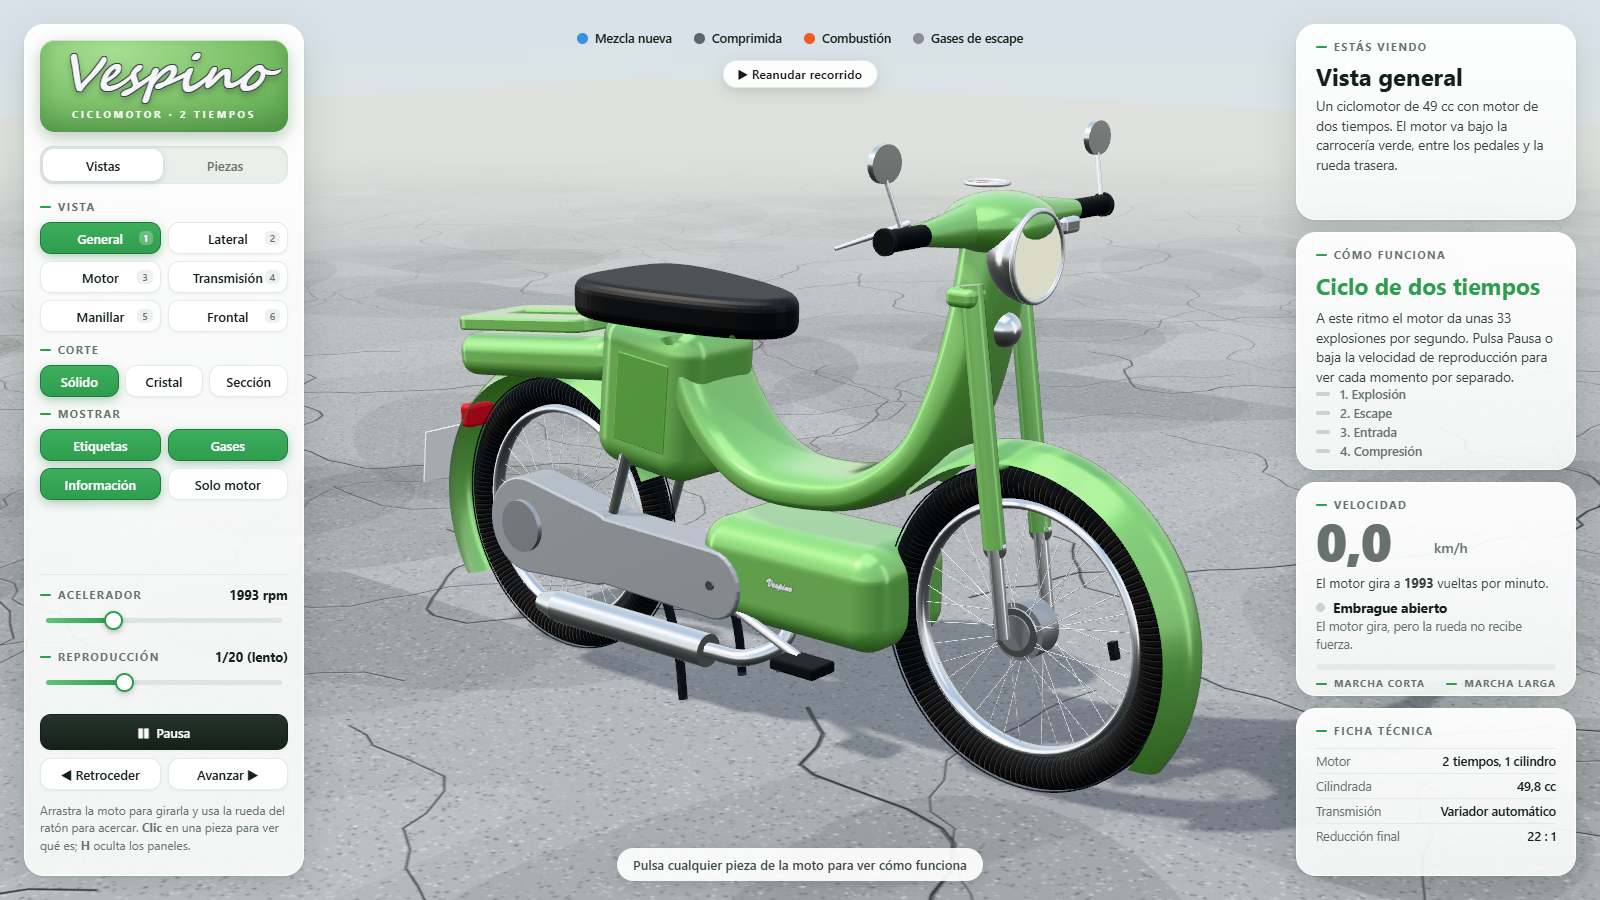 Vespino
CICLOMOTOR · 2 TIEMPOS
Vistas
Piezas
VISTA
General 1
Lateral 2
Motor 3
Transmisión 4
Manillar 5
Frontal 6
CORTE
Sólido
Cristal
Sección
MOSTRAR
Etiquetas
Gases
Información
Solo motor
ACELERADOR 1993 rpm
REPRODUCCIÓN 1/20 (lento)
Pausa
◀ Retroceder
Avanzar ▶
Arrastra la moto para girarla y usa la rueda del
ratón para acercar. Clic en una pieza para ver
qué es; H oculta los paneles.
Mezcla nueva
Comprimida
Combustión
Gases de escape
▶ Reanudar recorrido
Vespino
Pulsa cualquier pieza de la moto para ver cómo funciona
ESTÁS VIENDO
Vista general
Un ciclomotor de 49 cc con motor de
dos tiempos. El motor va bajo la
carrocería verde, entre los pedales y la
rueda trasera.
CÓMO FUNCIONA
Ciclo de dos tiempos
A este ritmo el motor da unas 33
explosiones por segundo. Pulsa Pausa o
baja la velocidad de reproducción para
ver cada momento por separado.
1. Explosión
2. Escape
3. Entrada
4. Compresión
VELOCIDAD
0,0 km/h
El motor gira a 1993 vueltas por minuto.
Embrague abierto
El motor gira, pero la rueda no recibe
fuerza.
MARCHA CORTA
MARCHA LARGA
FICHA TÉCNICA
Motor 2 tiempos, 1 cilindro
Cilindrada 49,8 cc
Transmisión Variador automático
Reducción final 22 : 1